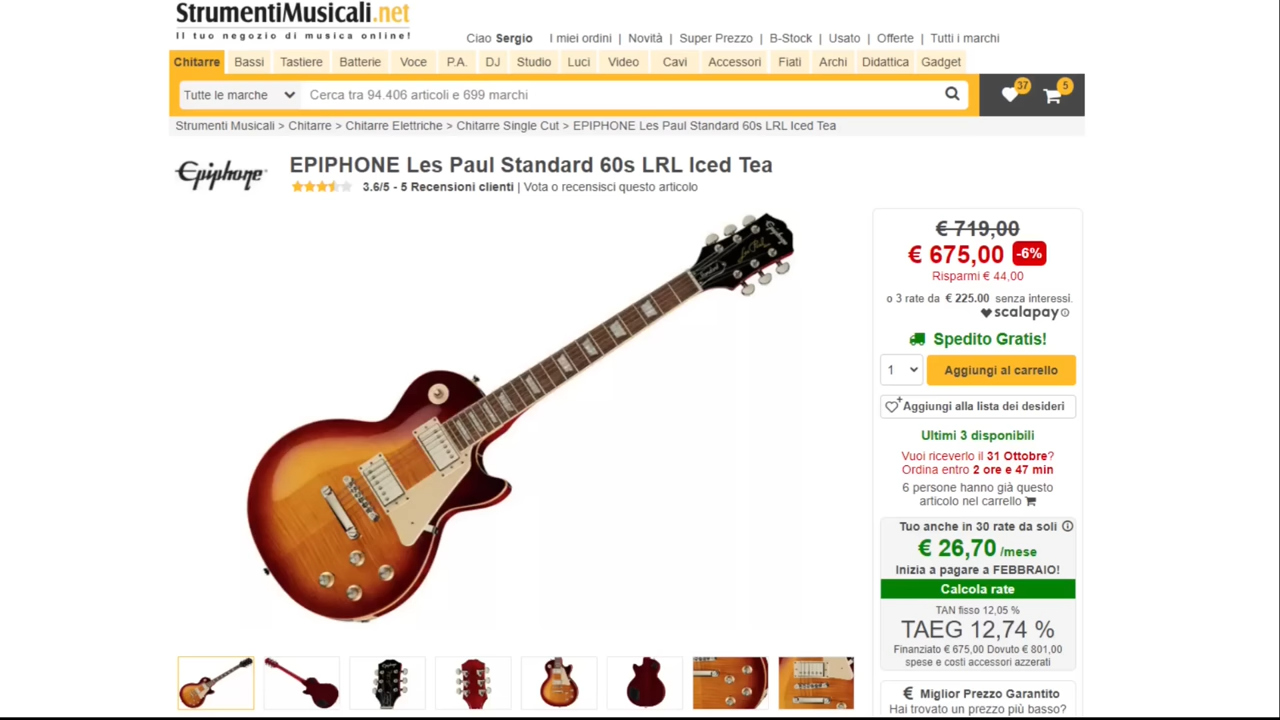 StrumentiMusicali.net
Il tuo negozio di musica online!
Ciao Sergio I miei ordini | Novità | Super Prezzo | B-Stock | Usato | Offerte | Tutti i marchi
Chitarre Bassi Tastiere Batterie Voce P.A. DJ Studio Luci Video Cavi Accessori Fiati Archi Didattica Gadget
Tutte le marche Cerca tra 94.406 articoli e 699 marchi 37 5
Strumenti Musicali > Chitarre > Chitarre Elettriche > Chitarre Single Cut > EPIPHONE Les Paul Standard 60s LRL Iced Tea
Epiphone
EPIPHONE Les Paul Standard 60s LRL Iced Tea
3.6/5 - 5 Recensioni clienti | Vota o recensisci questo articolo
Epiphone
€ 719,00
€ 675,00 -6%
Risparmi € 44,00
o 3 rate da € 225.00 senza interessi.
scalapay
Spedito Gratis!
1 Aggiungi al carrello
Aggiungi alla lista dei desideri
Ultimi 3 disponibili
Vuoi riceverlo il 31 Ottobre?
Ordina entro 2 ore e 47 min
6 persone hanno già questo
articolo nel carrello
Tuo anche in 30 rate da soli
€ 26,70 /mese
Inizia a pagare a FEBBRAIO!
Calcola rate
TAN fisso 12,05 %
TAEG 12,74 %
Finanziato € 675,00 Dovuto € 801,00
spese e costi accessori azzerati
€ Miglior Prezzo Garantito
Hai trovato un prezzo più basso?